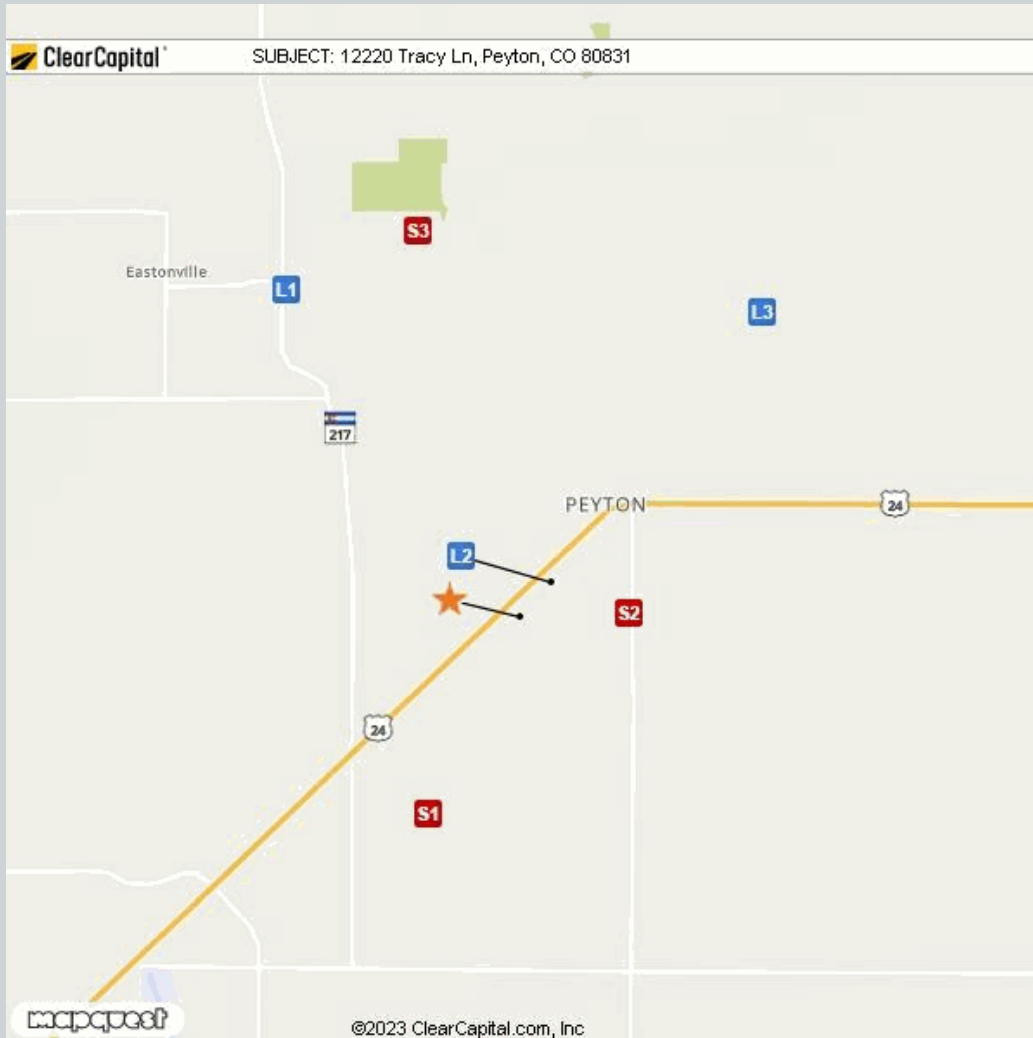 ClearCapital
SUBJECT: 12220 Tracy Ln, Peyton, CO 80831
S3
Eastonville
L1
L3
217
PEYTON
24
L2
S2
24
S1
mapquest
©2023 ClearCapital.com, Inc